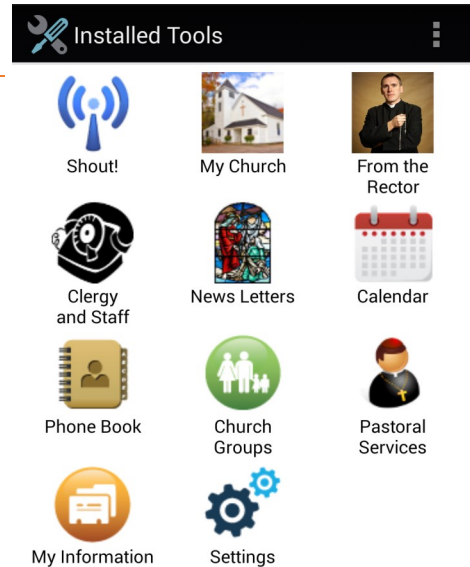 Installed Tools
Shout!
My Church
From the
Rector
Clergy
and Staff
News Letters
Calendar
Phone Book
Church
Groups
Pastoral
Services
My Information
Settings